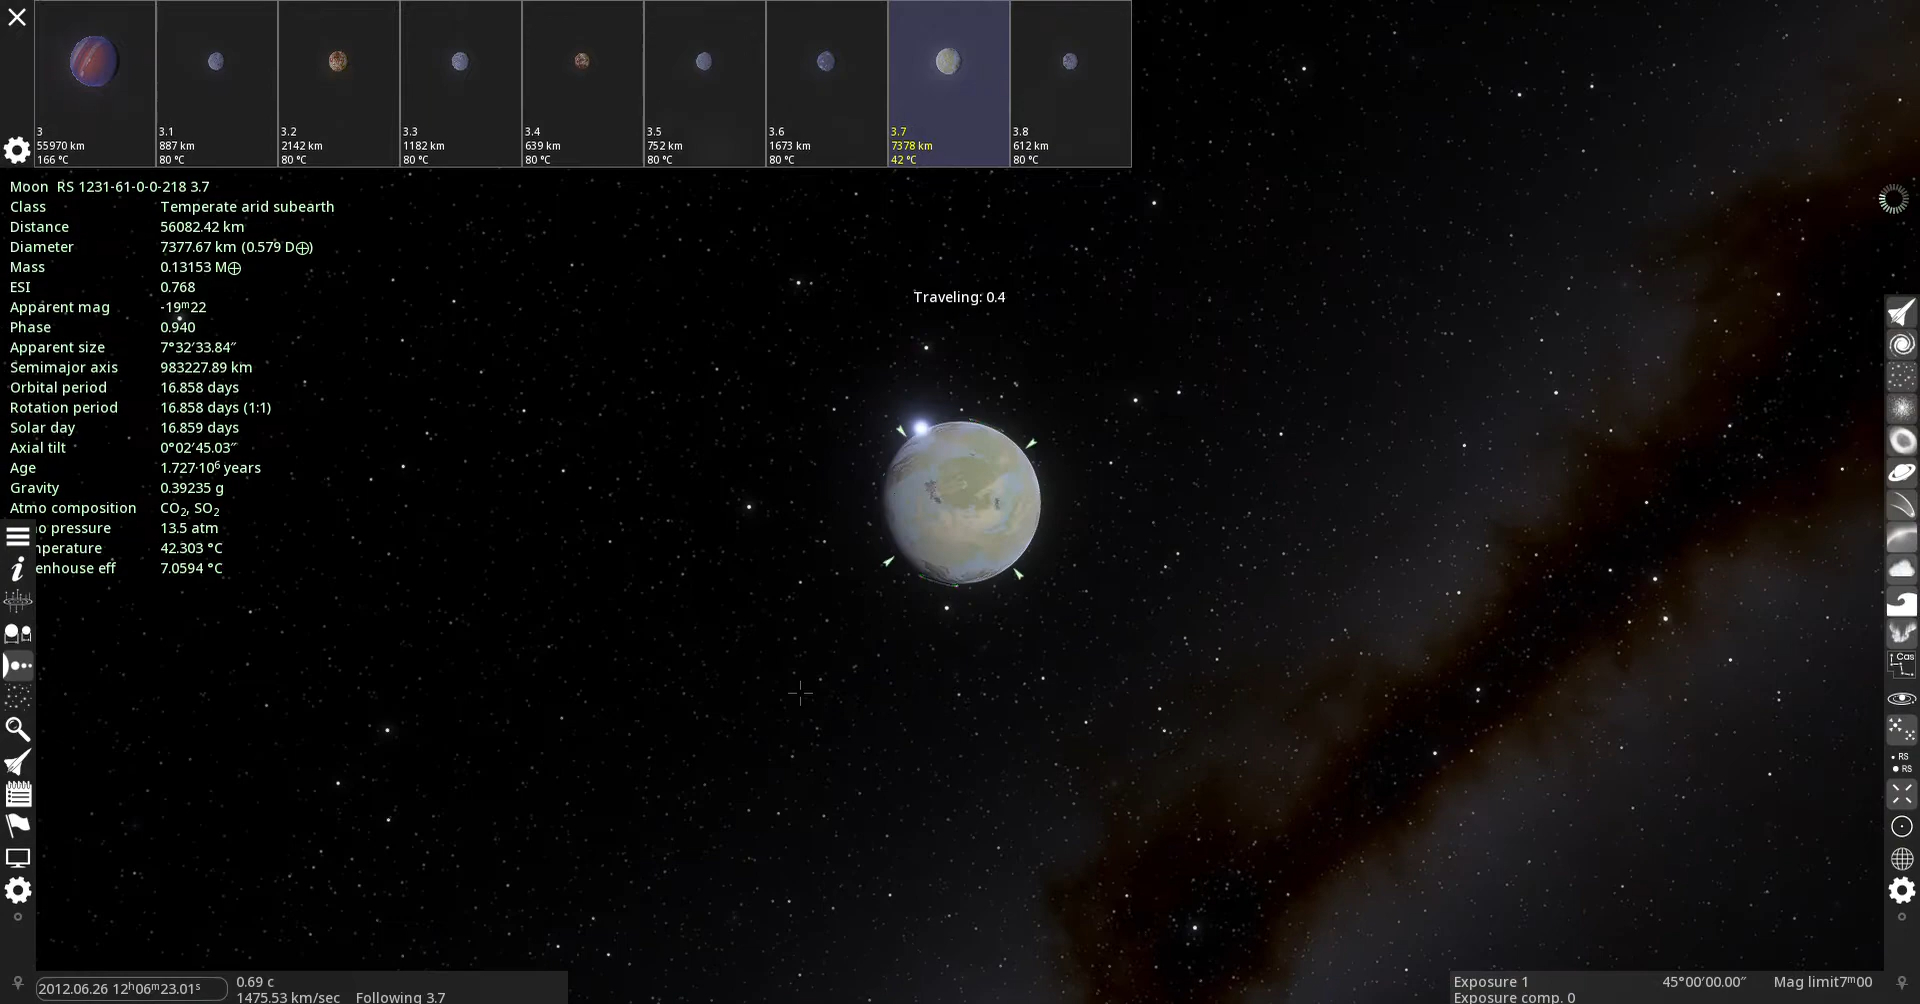 3
55970 km
166 ℃
3.1
887 km
80 ℃
3.2
2142 km
80 ℃
3.3
1182 km
80 ℃
3.4
639 km
80 ℃
3.5
752 km
80 ℃
3.6
1673 km
80 ℃
3.7
7378 km
42 ℃
3.8
612 km
80 ℃
Moon RS 1231-61-0-0-218 3.7
Class Temperate arid subearth
Distance 56082.42 km
Diameter 7377.67 km (0.579 D⊕)
Mass 0.13153 M⊕
ESI 0.768
Apparent mag -19ᵐ22
Phase 0.940
Apparent size 7°32′33.84″
Semimajor axis 983227.89 km
Orbital period 16.858 days
Rotation period 16.858 days (1:1)
Solar day 16.859 days
Axial tilt 0°02′45.03″
Age 1.727·10⁶ years
Gravity 0.39235 g
Atmo composition CO₂, SO₂
o pressure 13.5 atm
nperature 42.303 °C
enhouse eff 7.0594 °C
Traveling: 0.4
Cas
RS
RS
2012.06.26 12ʰ06ᵐ23.01ˢ
0.69 c
1475.53 km/sec Following 3.7
Exposure 1 45°00′00.00″ Mag limit7ᵐ00
Exposure comp. 0